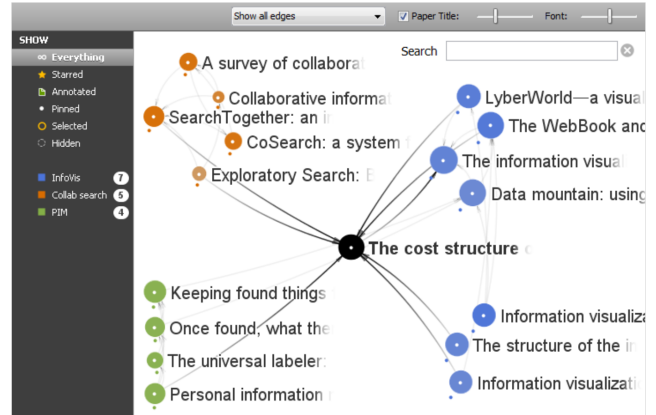 Show all edges
Paper Title:
Font:
SHOW
Everything
Starred
Annotated
Pinned
Selected
Hidden
InfoVis 7
Collab search 5
PIM 4
Search
A survey of collabora
Collaborative informa
SearchTogether: an i
CoSearch: a system
Exploratory Search:
LyberWorld—a visual
The WebBook and
The information visua
Data mountain: using
The cost structure
Keeping found things
Once found, what the
The universal labeler:
Personal information
Information visualiza
The structure of the in
Information visualizati